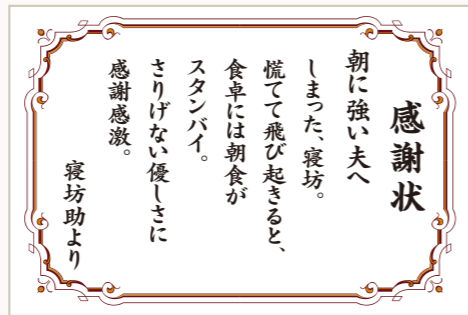 感謝状
朝に強い夫へ
しまった、寝坊。
慌てて飛び起きると、
食卓には朝食が
スタンバイ。
さりげない優しさに
感謝感激。
寝坊助より